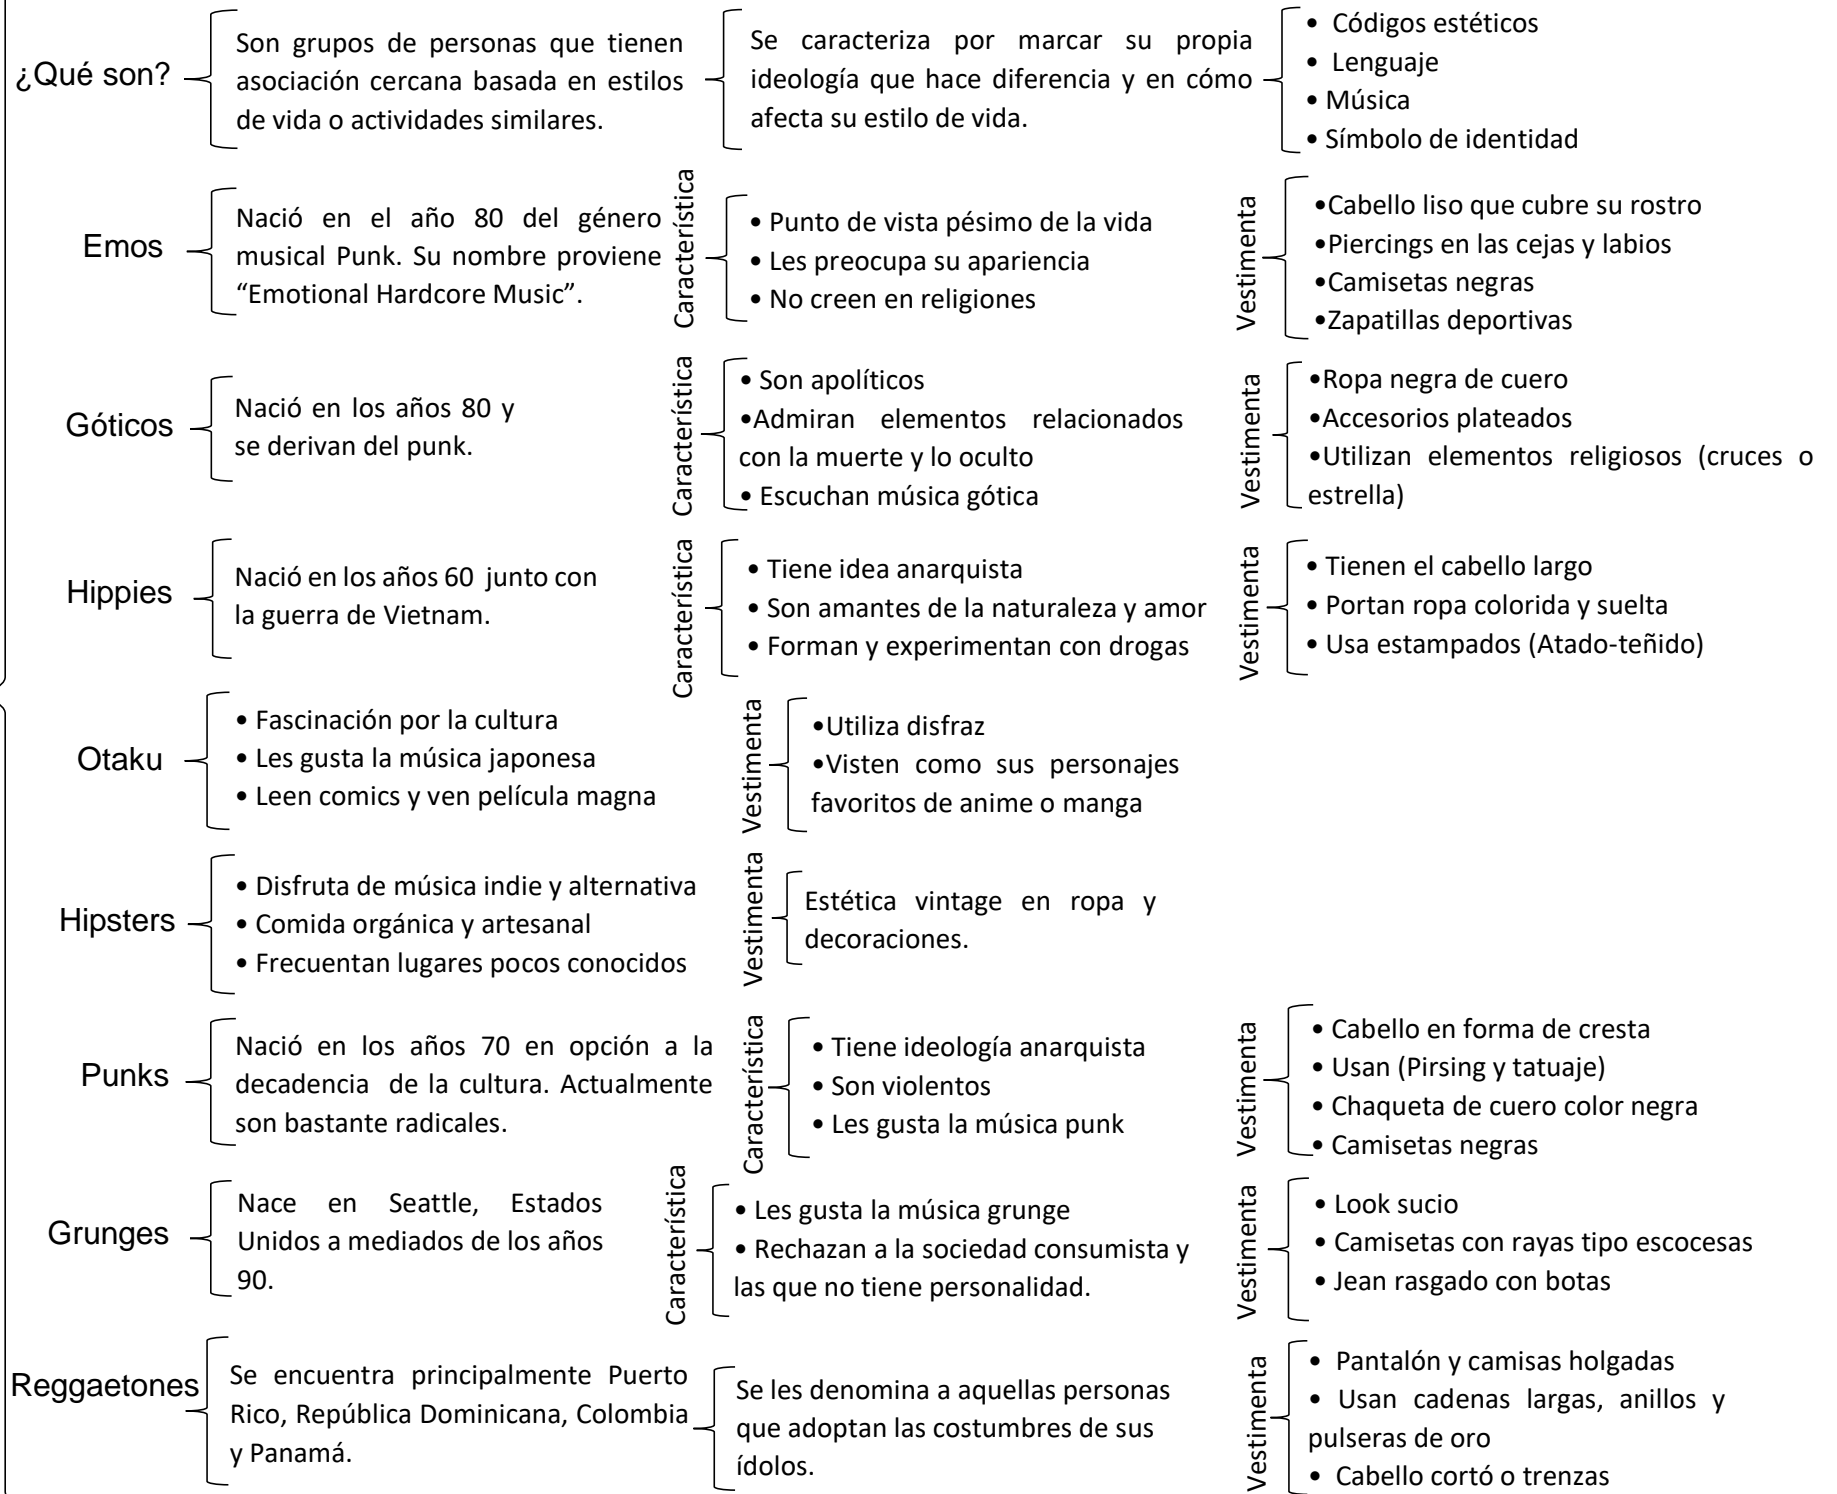 ¿Qué son?
Son grupos de personas que tienen
asociación cercana basada en estilos
de vida o actividades similares.
Se caracteriza por marcar su propia
ideología que hace diferencia y en cómo
afecta su estilo de vida.
• Códigos estéticos
• Lenguaje
• Música
• Símbolo de identidad
Emos
Nació en el año 80 del género
musical Punk. Su nombre proviene
“Emotional Hardcore Music”.
Característica
• Punto de vista pésimo de la vida
• Les preocupa su apariencia
• No creen en religiones
Vestimenta
•Cabello liso que cubre su rostro
•Piercings en las cejas y labios
•Camisetas negras
•Zapatillas deportivas
Góticos
Nació en los años 80 y
se derivan del punk.
Característica
• Son apolíticos
•Admiran elementos relacionados
con la muerte y lo oculto
• Escuchan música gótica
Vestimenta
•Ropa negra de cuero
•Accesorios plateados
•Utilizan elementos religiosos (cruces o
estrella)
Hippies
Nació en los años 60 junto con
la guerra de Vietnam.
Característica
• Tiene idea anarquista
• Son amantes de la naturaleza y amor
• Forman y experimentan con drogas
Vestimenta
• Tienen el cabello largo
• Portan ropa colorida y suelta
• Usa estampados (Atado-teñido)
Otaku
• Fascinación por la cultura
• Les gusta la música japonesa
• Leen comics y ven película magna
Vestimenta
•Utiliza disfraz
•Visten como sus personajes
favoritos de anime o manga
Hipsters
• Disfruta de música indie y alternativa
• Comida orgánica y artesanal
• Frecuentan lugares pocos conocidos
Vestimenta
Estética vintage en ropa y
decoraciones.
Punks
Nació en los años 70 en opción a la
decadencia de la cultura. Actualmente
son bastante radicales.
Característica
• Tiene ideología anarquista
• Son violentos
• Les gusta la música punk
Vestimenta
• Cabello en forma de cresta
• Usan (Pirsing y tatuaje)
• Chaqueta de cuero color negra
• Camisetas negras
Grunges
Nace en Seattle, Estados
Unidos a mediados de los años
90.
Característica
• Les gusta la música grunge
• Rechazan a la sociedad consumista y
las que no tiene personalidad.
Vestimenta
• Look sucio
• Camisetas con rayas tipo escocesas
• Jean rasgado con botas
Reggaetones
Se encuentra principalmente Puerto
Rico, República Dominicana, Colombia
y Panamá.
Se les denomina a aquellas personas
que adoptan las costumbres de sus
ídolos.
Vestimenta
• Pantalón y camisas holgadas
• Usan cadenas largas, anillos y
pulseras de oro
• Cabello cortó o trenzas